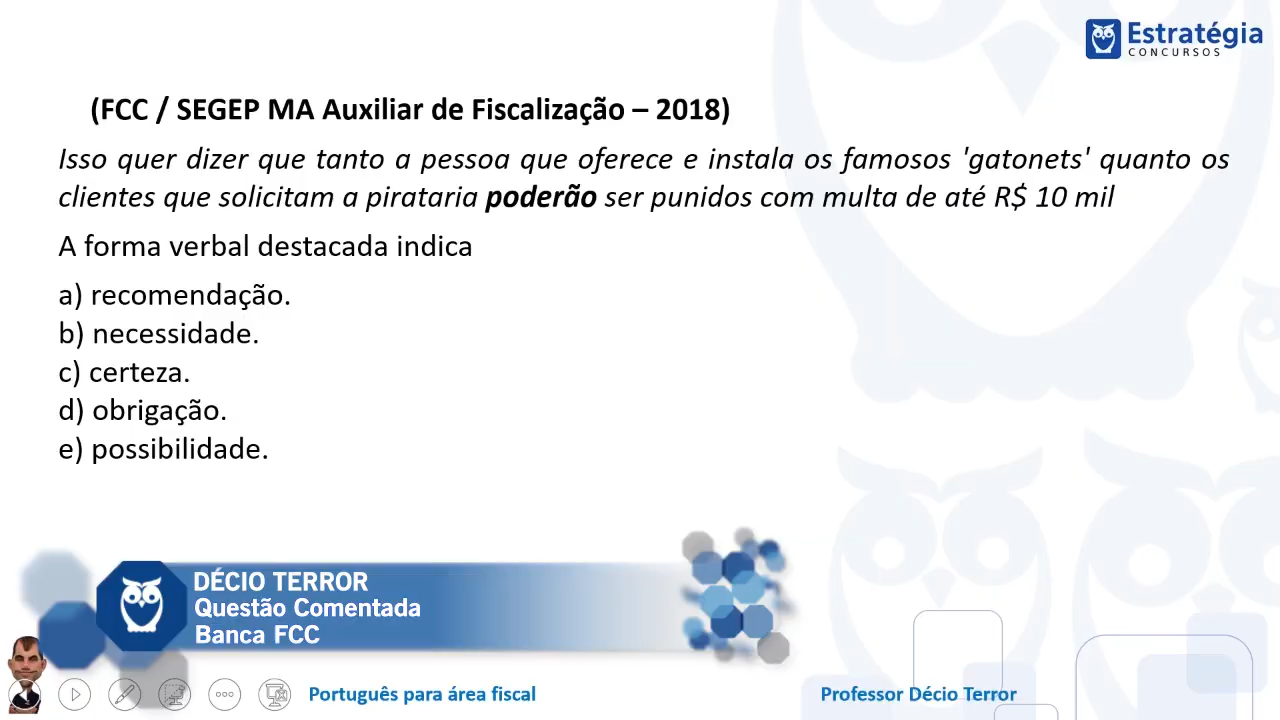 Estratégia
CONCURSOS
(FCC / SEGEP MA Auxiliar de Fiscalização – 2018)
Isso quer dizer que tanto a pessoa que oferece e instala os famosos 'gatonets' quanto os
clientes que solicitam a pirataria poderão ser punidos com multa de até R$ 10 mil
A forma verbal destacada indica
a) recomendação.
b) necessidade.
c) certeza.
d) obrigação.
e) possibilidade.
DÉCIO TERROR
Questão Comentada
Banca FCC
Português para área fiscal
Professor Décio Terror